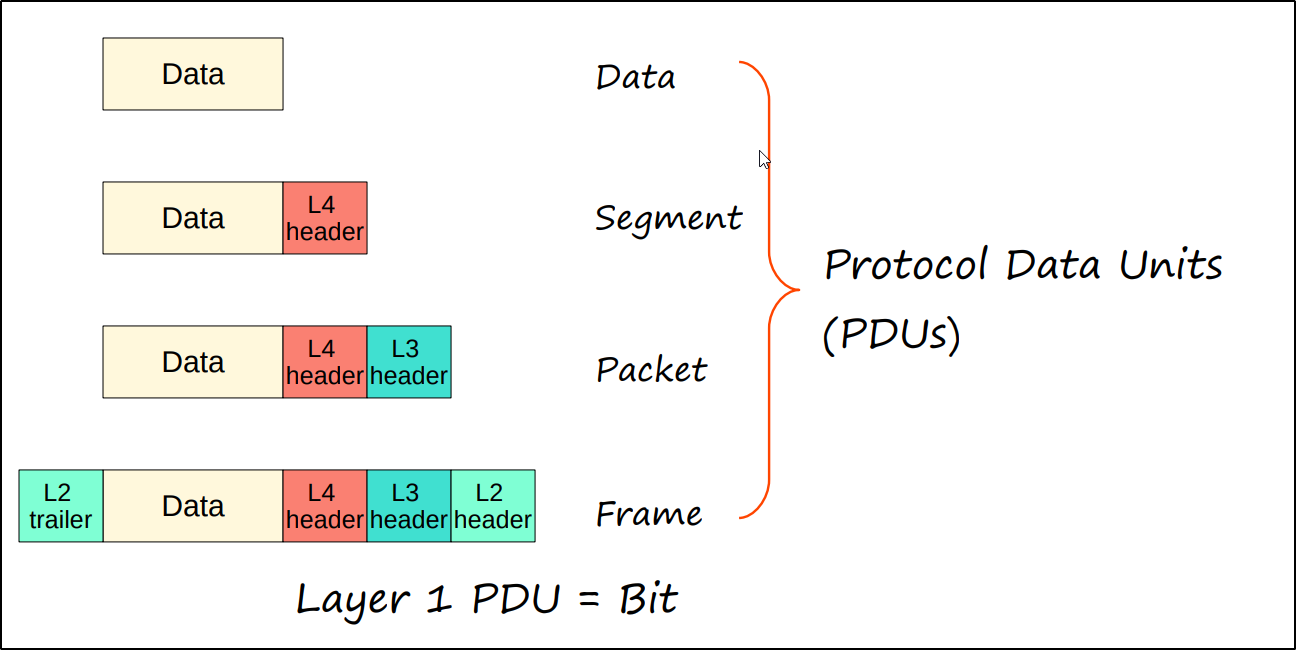 Data
Data
Data
L4
header
Segment
Data
L4
header
L3
header
Packet
Protocol Data Units
(PDUs)
L2
trailer
Data
L4
header
L3
header
L2
header
Frame
Layer 1 PDU = Bit